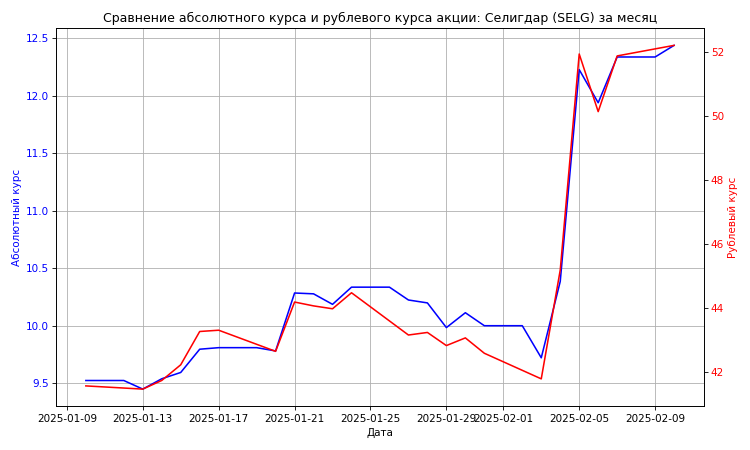 Сравнение абсолютного курса и рублевого курса акции: Селигдар (SELG) за месяц
12.5
12.0
11.5
11.0
10.5
10.0
9.5
Абсолютный курс
52
50
48
46
44
42
Рублевый курс
2025-01-09 2025-01-13 2025-01-17 2025-01-21 2025-01-25 2025-01-29 2025-02-01 2025-02-05 2025-02-09
Дата